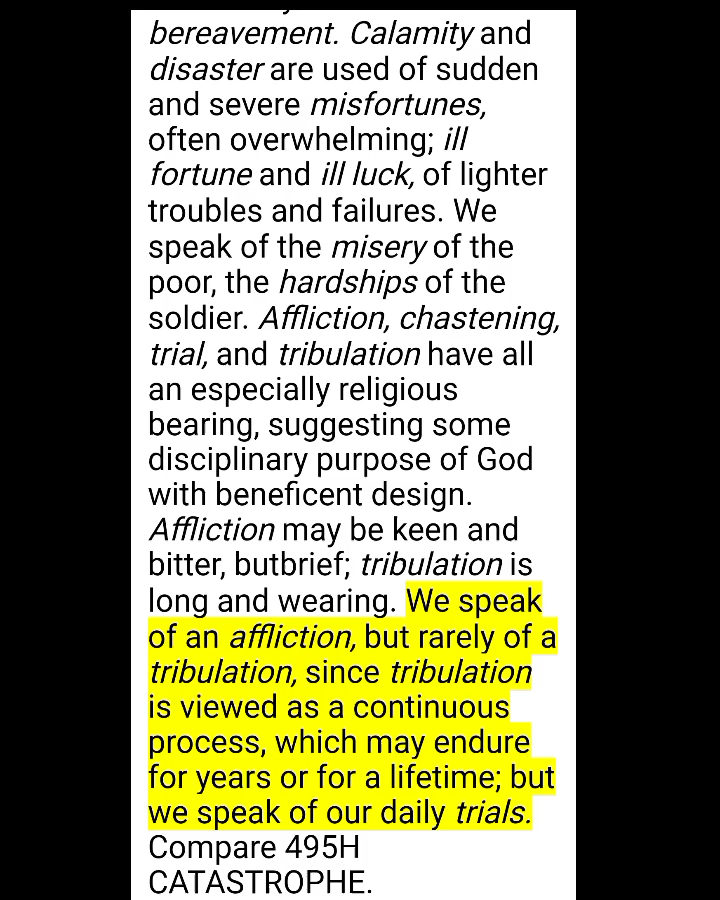 bereavement. Calamity and
disaster are used of sudden
and severe misfortunes,
often overwhelming; ill
fortune and ill luck, of lighter
troubles and failures. We
speak of the misery of the
poor, the hardships of the
soldier. Affliction, chastening,
trial, and tribulation have all
an especially religious
bearing, suggesting some
disciplinary purpose of God
with beneficent design.
Affliction may be keen and
bitter, butbrief; tribulation is
long and wearing. We speak
of an affliction, but rarely of a
tribulation, since tribulation
is viewed as a continuous
process, which may endure
for years or for a lifetime; but
we speak of our daily trials.
Compare 495H
CATASTROPHE.